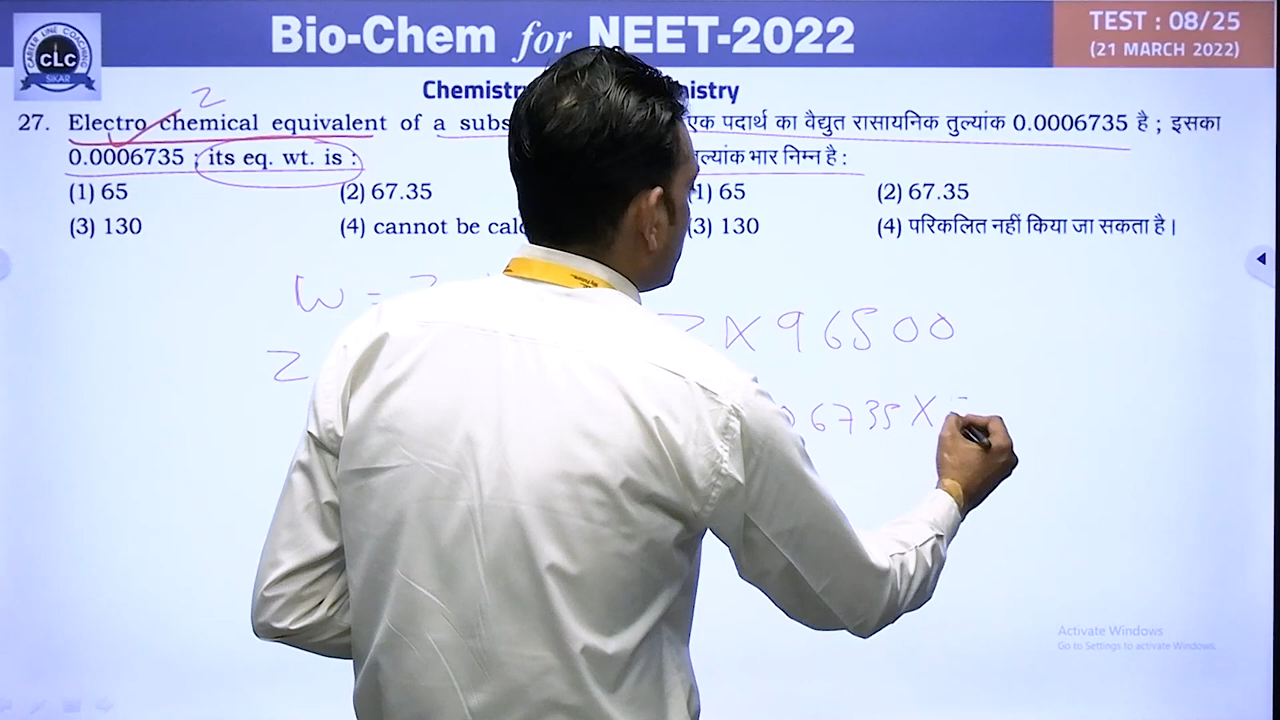 Bio-Chem for NEET-2022
TEST : 08/25
(21 MARCH 2022)
CAREER LINE COACHING
CLC
SIKAR
2
27. Electro chemical equivalent of a subs
0.0006735 ; its eq. wt. is :
(1) 65 (2) 67.35
(3) 130 (4) cannot be calc
एक पदार्थ का वैद्युत रासायनिक तुल्यांक 0.0006735 है ; इसका
तुल्यांक भार निम्न है :
(1) 65 (2) 67.35
(3) 130 (4) परिकलित नहीं किया जा सकता है।
W =
Z
Z X 96500
06735 X
Activate Windows
Go to Settings to activate Windows.